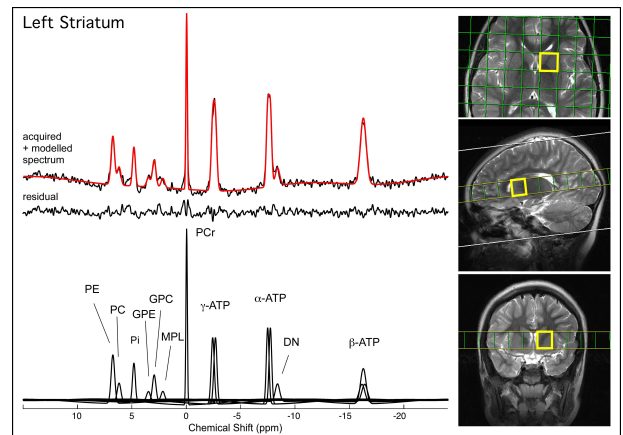 Left Striatum
acquired
+ modelled
spectrum
residual
PCr
PE
PC
GPE
GPC
Pi
MPL
γ-ATP
α-ATP
DN
β-ATP
10 5 0 -5 -10 -15 -20
Chemical Shift (ppm)